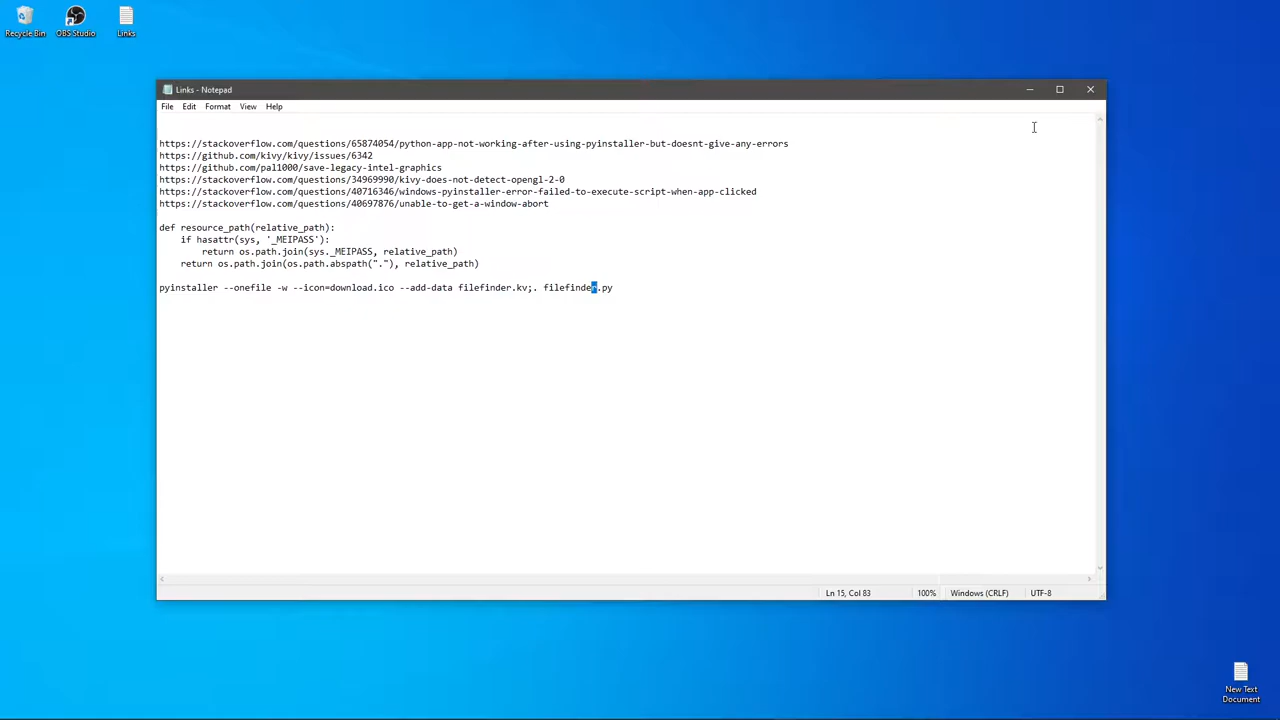 Recycle Bin
OBS Studio
Links
Links - Notepad
File Edit Format View Help
https://stackoverflow.com/questions/65874054/python-app-not-working-after-using-pyinstaller-but-doesnt-give-any-errors
https://github.com/kivy/kivy/issues/6342
https://github.com/pal1000/save-legacy-intel-graphics
https://stackoverflow.com/questions/34969990/kivy-does-not-detect-opengl-2-0
https://stackoverflow.com/questions/40716346/windows-pyinstaller-error-failed-to-execute-script-when-app-clicked
https://stackoverflow.com/questions/40697876/unable-to-get-a-window-abort
def resource_path(relative_path):
    if hasattr(sys, '_MEIPASS'):
        return os.path.join(sys._MEIPASS, relative_path)
    return os.path.join(os.path.abspath("."), relative_path)
pyinstaller --onefile -w --icon=download.ico --add-data filefinder.kv;. filefinder.py
Ln 15, Col 83
100%
Windows (CRLF)
UTF-8
New Text
Document